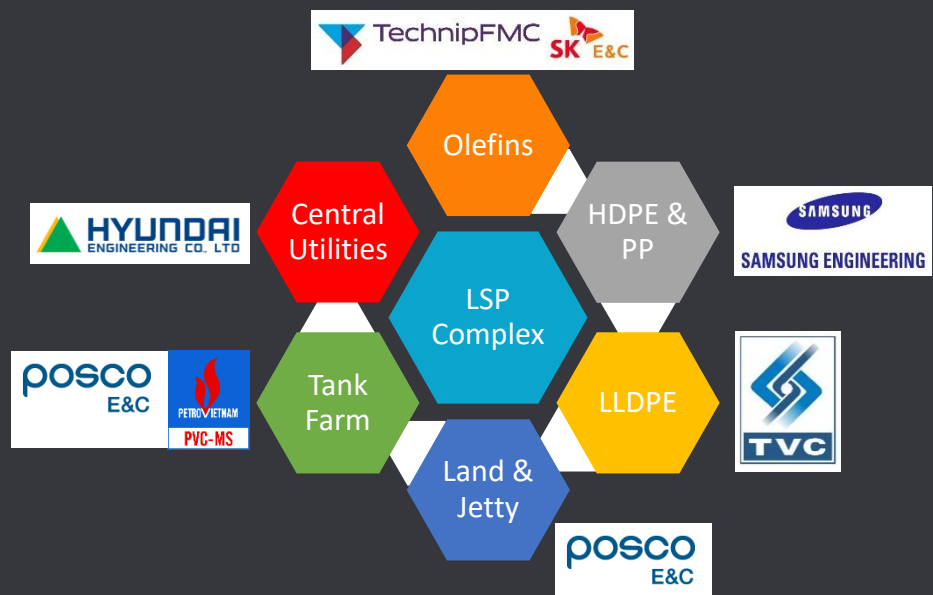 TechnipFMC
SK E&C
Olefins
Central
Utilities
HYUNDAI
ENGINEERING CO. LTD
HDPE &
PP
SAMSUNG
SAMSUNG ENGINEERING
LSP
Complex
posco
E&C
PETROVIETNAM
PVC-MS
Tank
Farm
LLDPE
TVC
Land &
Jetty
posco
E&C